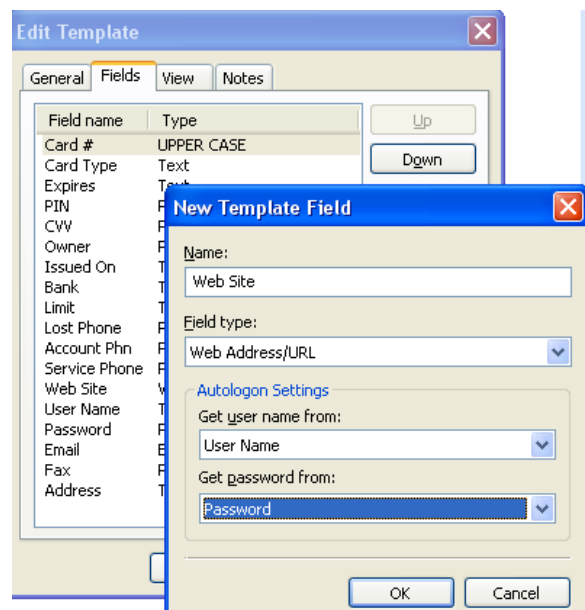 Edit Template
General Fields View Notes
Field name Type
Card # UPPER CASE
Card Type Text
Expires Text
PIN P
CVV P
Owner P
Issued On T
Bank T
Limit T
Lost Phone P
Account Phn P
Service Phone P
Web Site W
User Name T
Password P
Email E
Fax P
Address T
Up
Down
New Template Field
Name:
Web Site
Field type:
Web Address/URL
Autologon Settings
Get user name from:
User Name
Get password from:
Password
OK Cancel